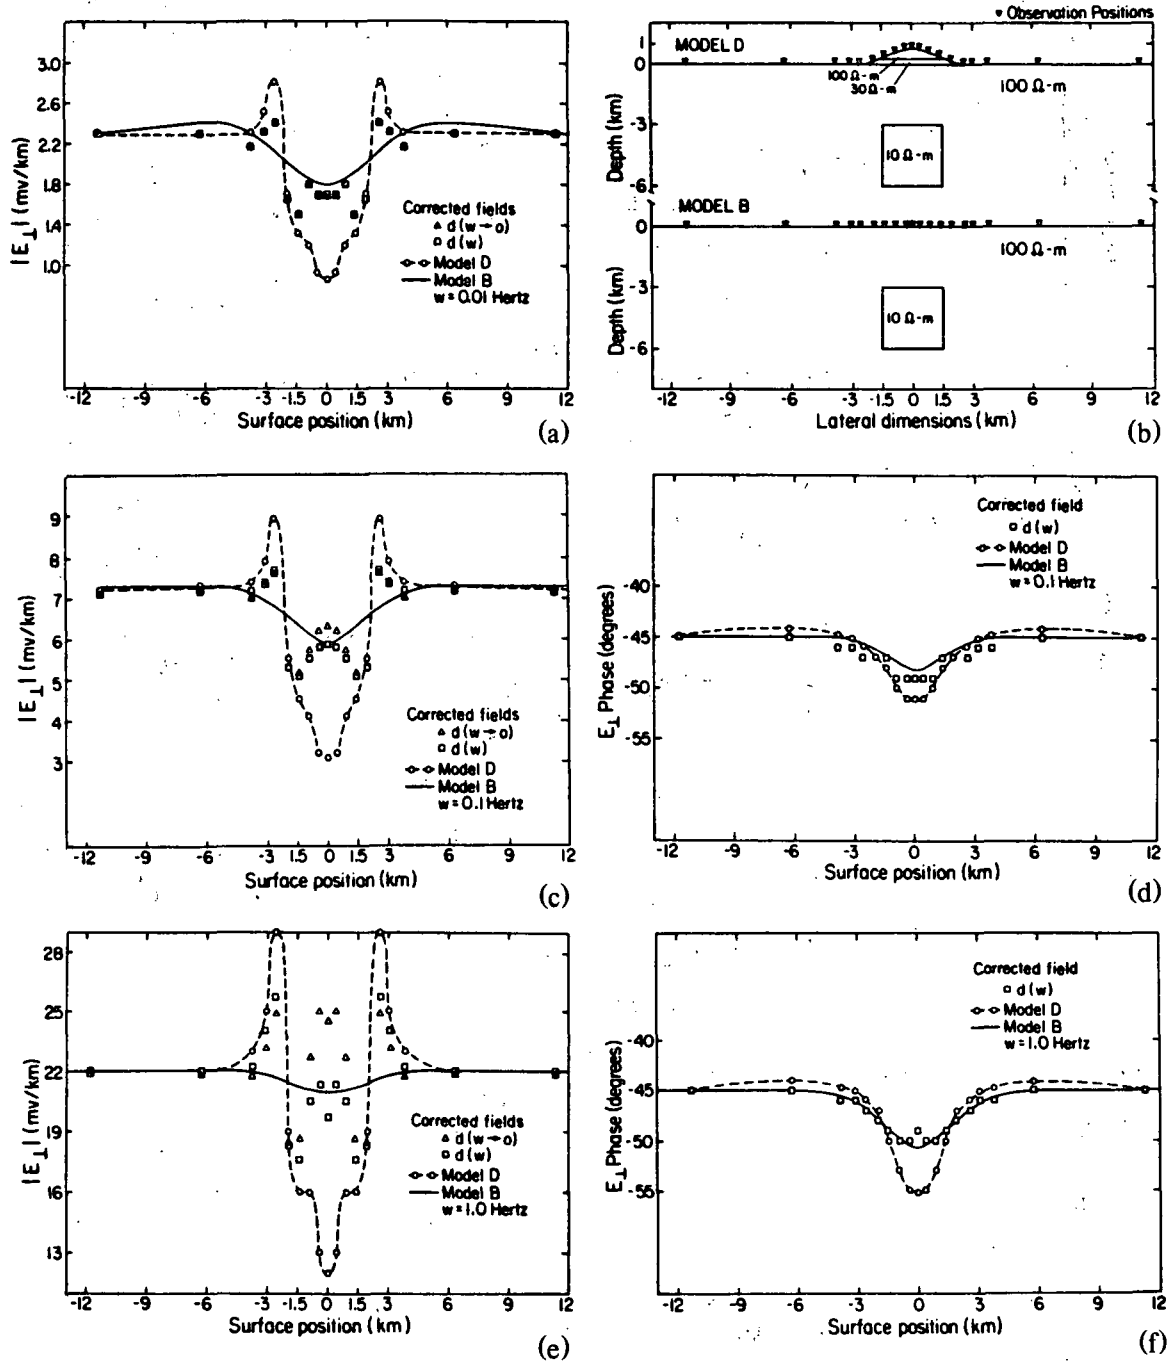 |E⊥| (mv/km)
3.0
2.6
2.2
1.8
1.4
1.0
Corrected fields
△ d(w→o)
□ d(w)
Model D
Model B
w=0.01 Hertz
-12 -9 -6 -3 -1.5 0 1.5 3 6 9 12
Surface position (km)
(a)
▾ Observation Positions
MODEL D
1
0
100 Ω-m
30 Ω-m
100 Ω-m
Depth (km)
-3
10 Ω-m
-6
MODEL B
0
100 Ω-m
Depth (km)
-3
10 Ω-m
-6
-12 -9 -6 -3 -1.5 0 1.5 3 6 9 12
Lateral dimensions (km)
(b)
|E⊥| (mv/km)
9
8
7
6
5
4
3
Corrected fields
△ d(w→o)
□ d(w)
Model D
Model B
w=0.1 Hertz
-12 -9 -6 -3 1.5 0 1.5 3 6 9 12
Surface position (km)
(c)
E⊥ Phase (degrees)
-40
-45
-50
-55
Corrected field
□ d(w)
Model D
Model B
w=0.1 Hertz
-12 -9 -6 -3 0 3 6 9 12
Surface position (km)
(d)
|E⊥| (mv/km)
28
25
22
19
16
13
Corrected fields
△ d(w→o)
□ d(w)
Model D
Model B
w=1.0 Hertz
-12 -9 -6 -3 -1.5 0 1.5 3 6 9 12
Surface position (km)
(e)
E⊥ Phase (degrees)
-40
-45
-50
-55
Corrected field
□ d(w)
Model D
Model B
w=1.0 Hertz
-12 -9 -6 -3 0 3 6 9 12
Surface position (km)
(f)